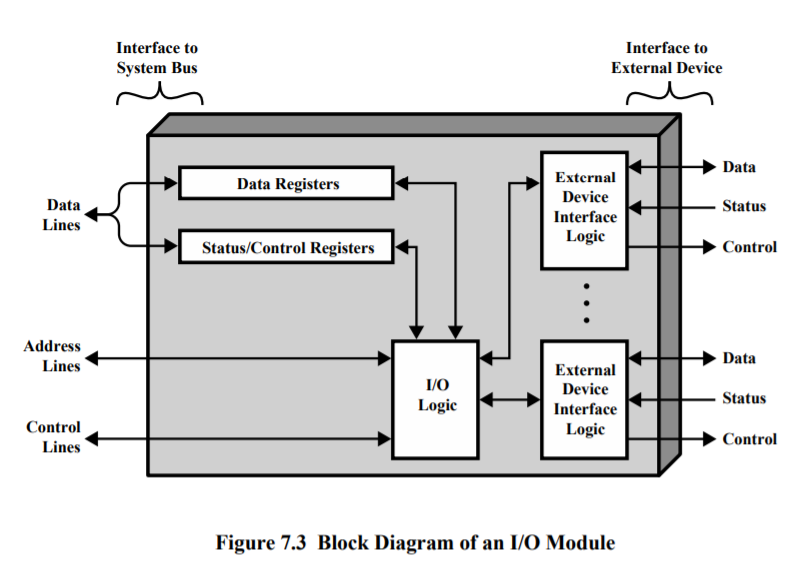 Interface to
System Bus
Interface to
External Device
Data Registers
External
Device
Interface
Logic
Data
Status
Control
Data
Lines
Status/Control Registers
Address
Lines
I/O
Logic
External
Device
Interface
Logic
Data
Status
Control
Control
Lines
Figure 7.3 Block Diagram of an I/O Module